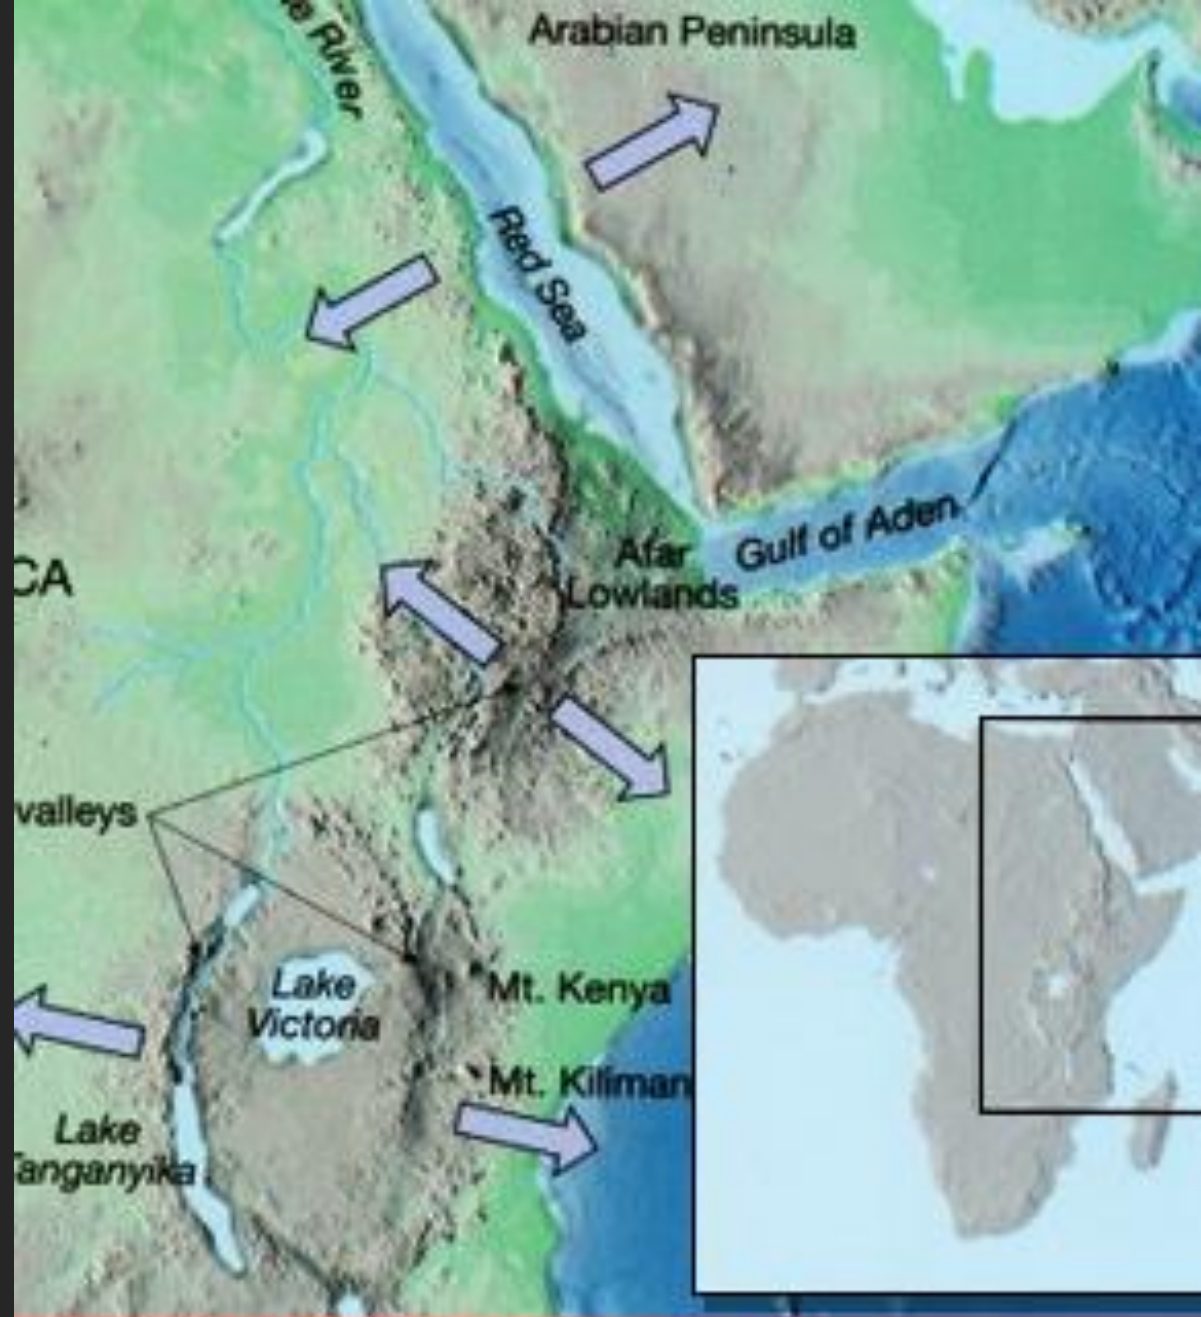 Arabian Peninsula
e River
Red Sea
Gulf of Aden
Afar
Lowlands
CA
valleys
Lake
Victoria
Mt. Kenya
Mt. Kiliman
Lake
Tanganyika